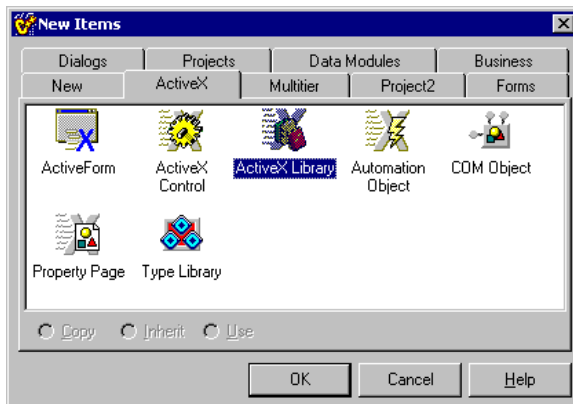 New Items
Dialogs Projects Data Modules Business
New ActiveX Multitier Project2 Forms
ActiveForm ActiveX Control ActiveX Library Automation Object COM Object
Property Page Type Library
Copy Inherit Use
OK Cancel Help